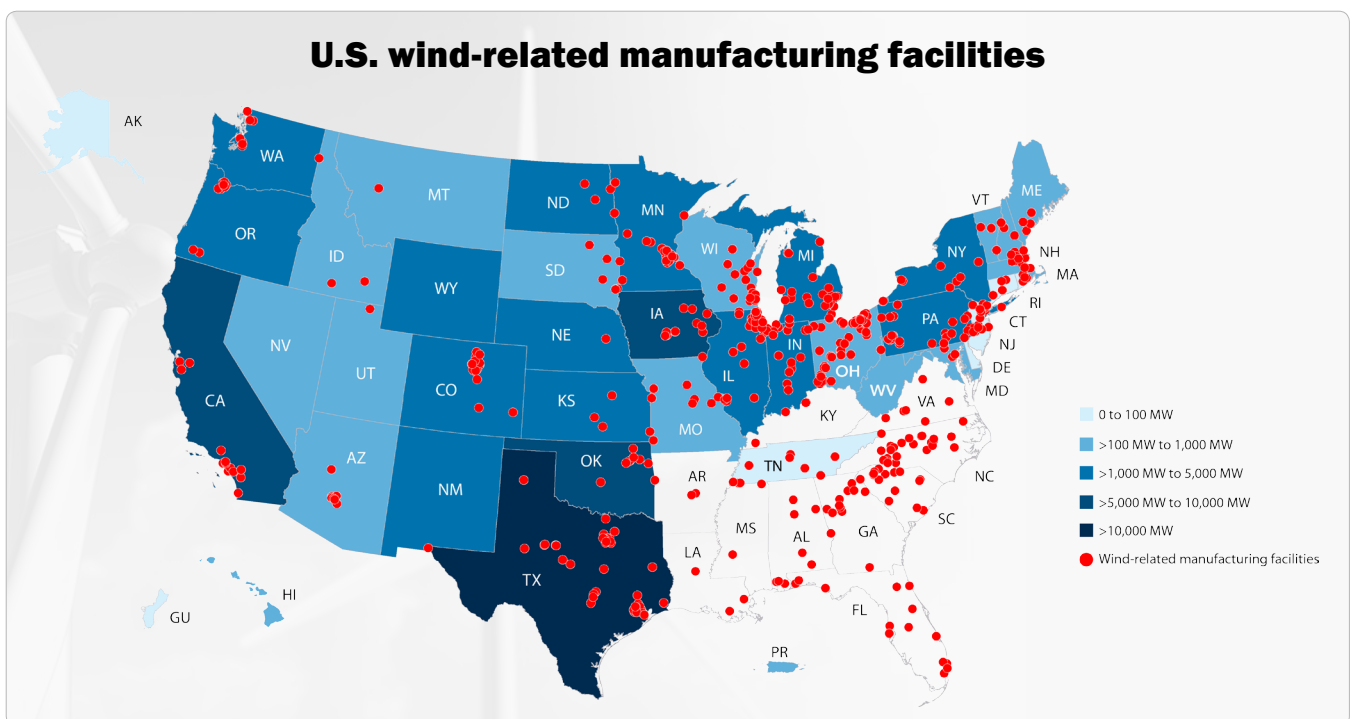 U.S. wind-related manufacturing facilities
AK
WA
MT
ND
MN
VT
ME
OR
ID
SD
WI
MI
NY
NH
MA
WY
RI
IA
PA
CT
NE
NV
IN
NJ
UT
CO
IL
OH
DE
WV
MD
CA
KS
VA
KY
MO
0 to 100 MW
>100 MW to 1,000 MW
AZ
OK
TN
>1,000 MW to 5,000 MW
NM
AR
NC
>5,000 MW to 10,000 MW
MS
AL
GA
SC
>10,000 MW
LA
Wind-related manufacturing facilities
TX
HI
GU
FL
PR